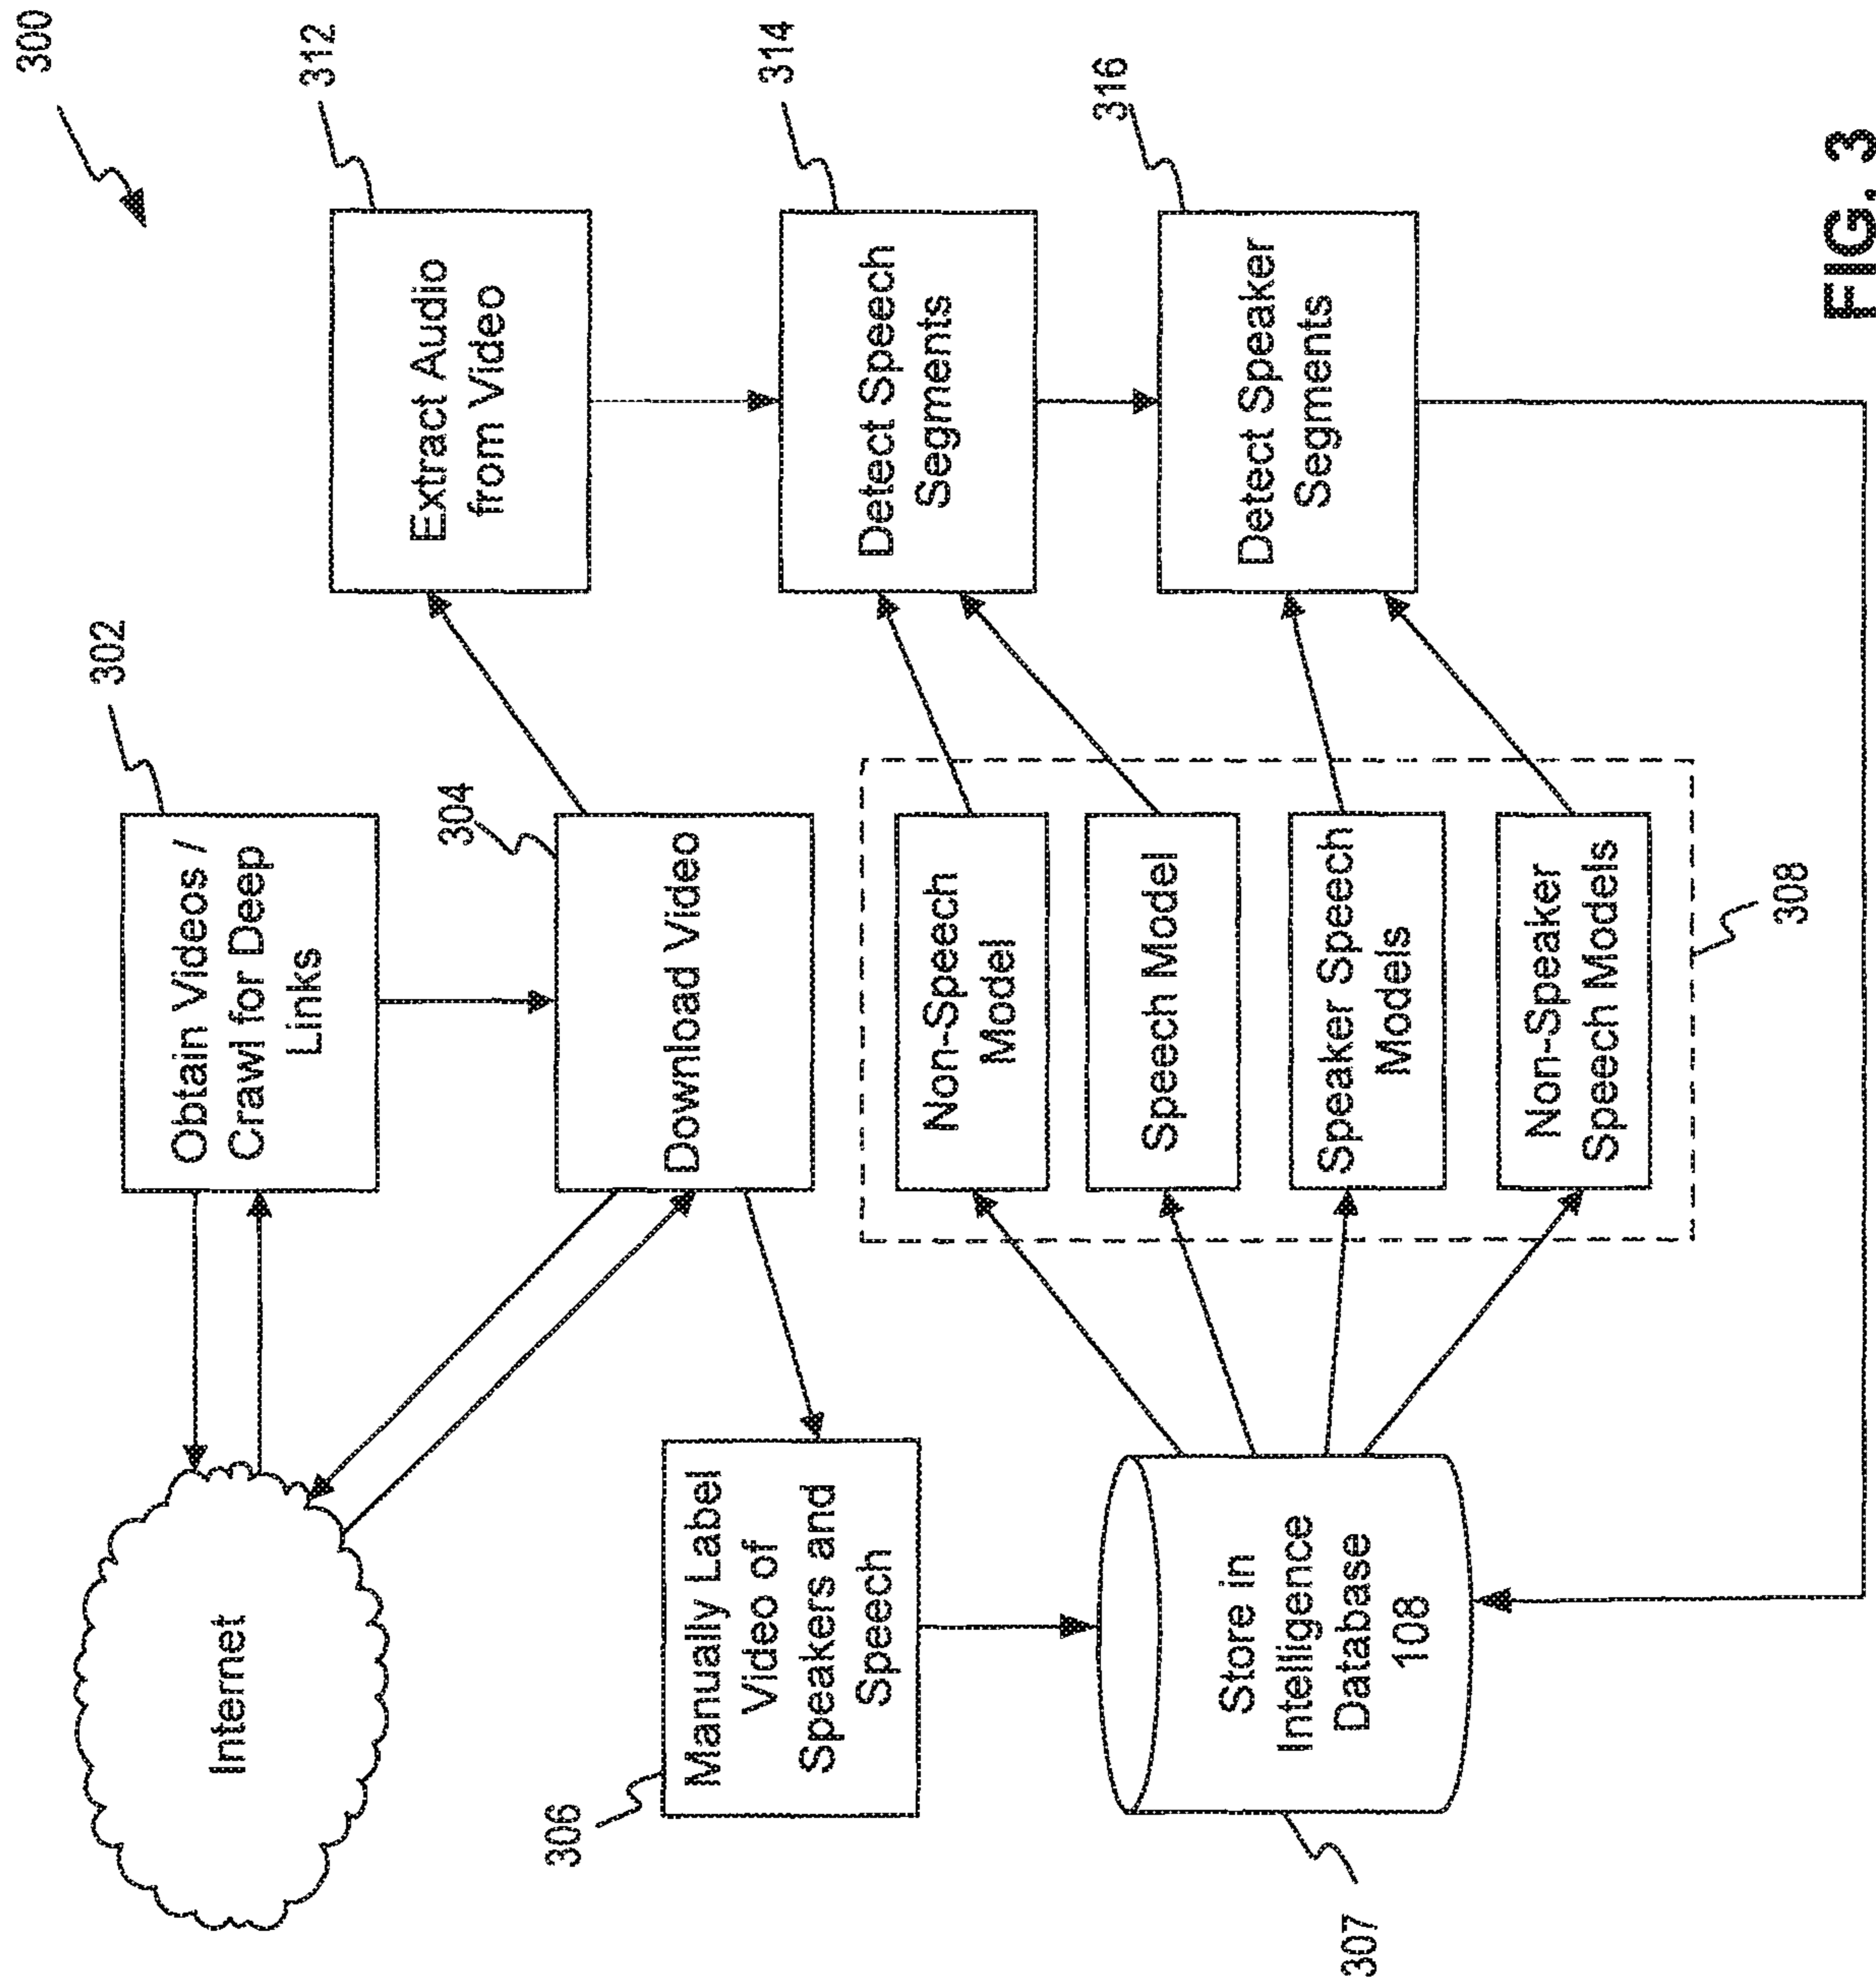 300
Internet
Obtain Videos /
Crawl for Deep
Links
302
Extract Audio
from Video
312
Download Video
304
Manually Label
Video of
Speakers and
Speech
306
Detect Speech
Segments
314
Non-Speech
Model
Speech Model
Speaker Speech
Models
Non-Speaker
Speech Models
308
Detect Speaker
Segments
316
Store in
Intelligence
Database
108
307
FIG. 3